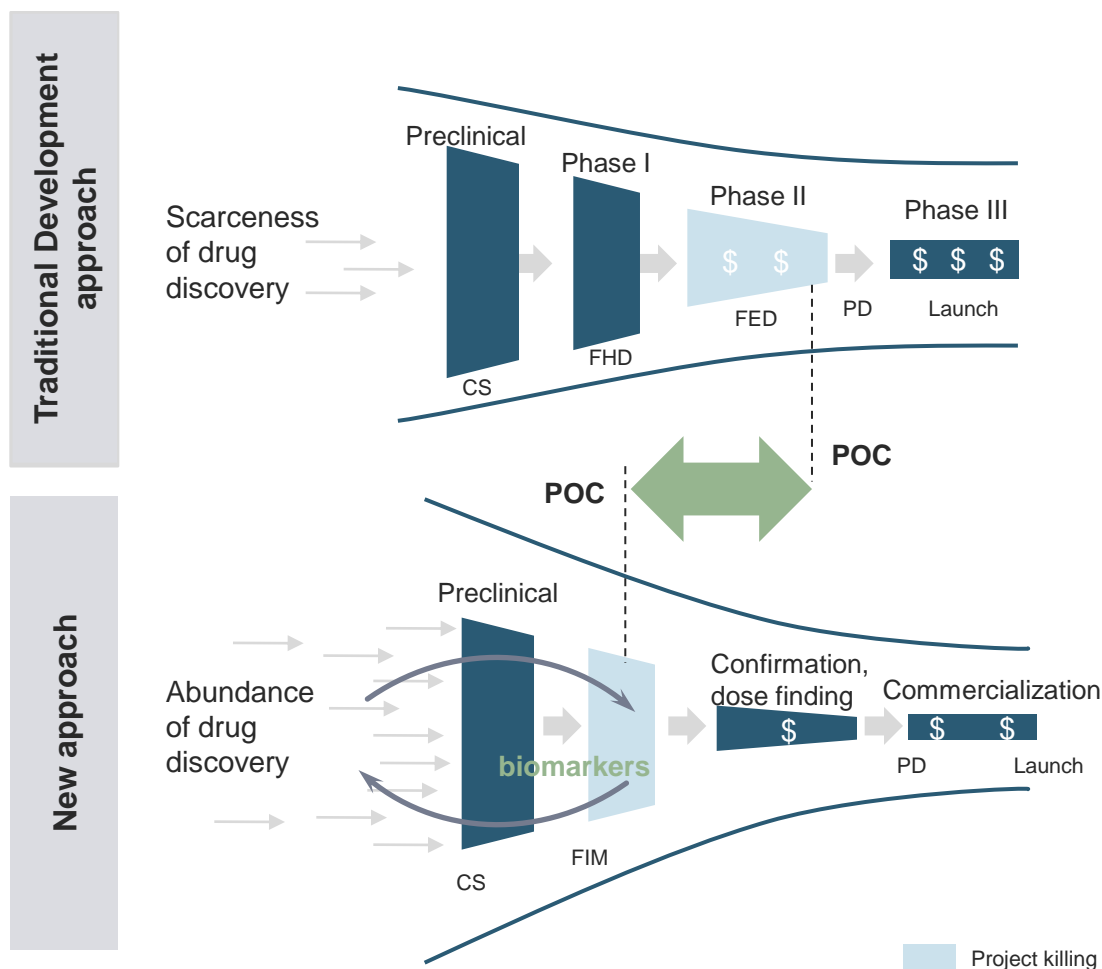 Traditional Development
approach
Preclinical
Phase I
Phase II
Phase III
Scarceness
of drug
discovery
$ $
$ $ $
CS
FHD
FED
PD
Launch
POC
POC
New approach
Preclinical
Abundance
of drug
discovery
biomarkers
Confirmation,
dose finding
Commercialization
$
$ $
CS
FIM
PD
Launch
Project killing